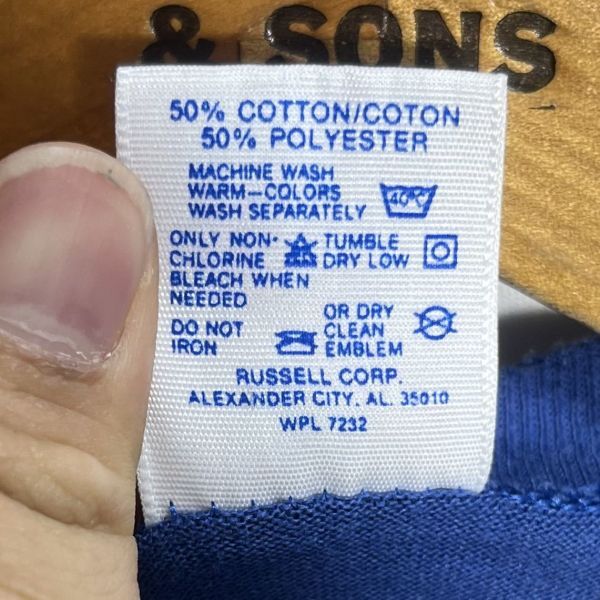 & SONS
50% COTTON/COTON
50% POLYESTER
MACHINE WASH
WARM-COLORS
WASH SEPARATELY
40°C
ONLY NON-
CHLORINE
BLEACH WHEN
NEEDED
TUMBLE
DRY LOW
DO NOT
IRON
OR DRY
CLEAN
EMBLEM
RUSSELL CORP.
ALEXANDER CITY, AL. 35010
WPL 7232